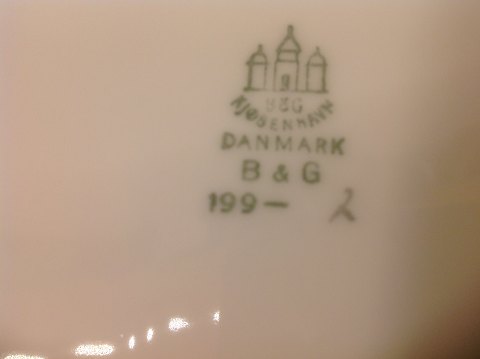 B&G
KJØBENHAVN
DANMARK
B & G
199-